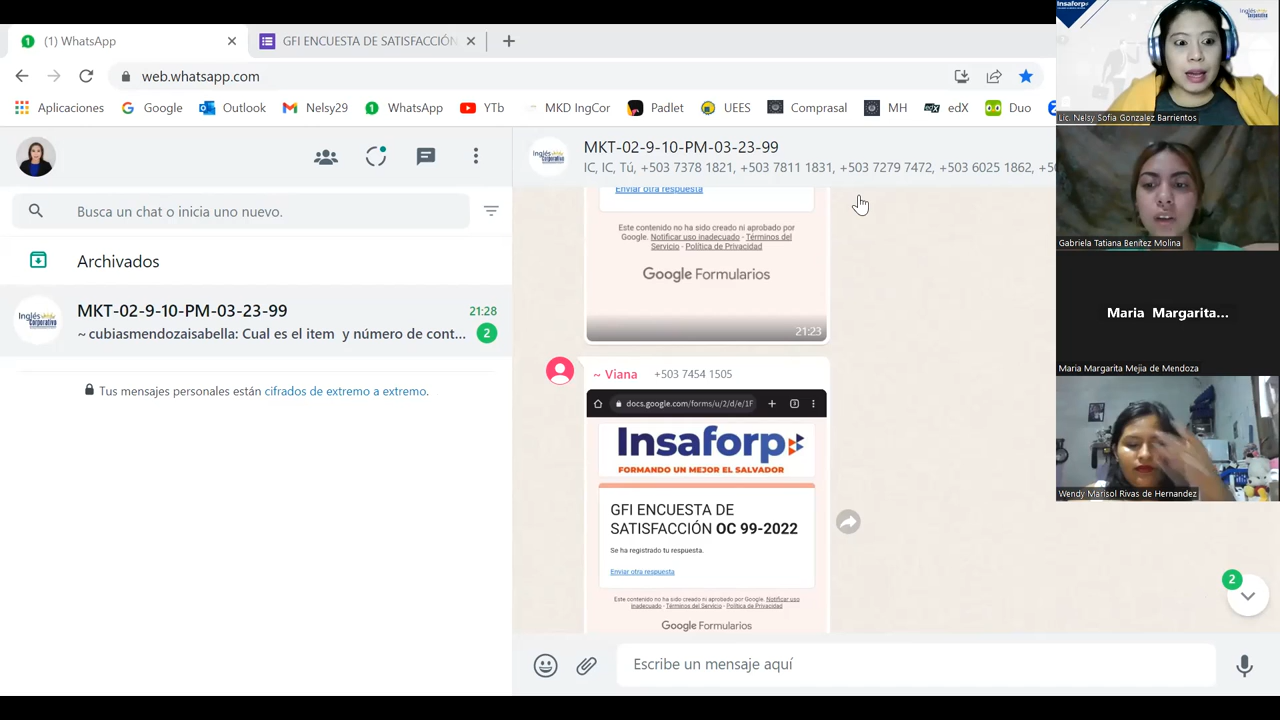 (1) WhatsApp
GFI ENCUESTA DE SATISFACCIÓN
web.whatsapp.com
Aplicaciones
Google
Outlook
Nelsy29
WhatsApp
YTb
MKD IngCor
Padlet
UEES
Comprasal
MH
edX
Duo
MKT-02-9-10-PM-03-23-99
IC, IC, Tú, +503 7378 1821, +503 7811 1831, +503 7279 7472, +503 6025 1862, +503
Busca un chat o inicia uno nuevo.
Archivados
MKT-02-9-10-PM-03-23-99
21:28
~ cubiasmendozaisabella: Cual es el item y número de cont...
2
Tus mensajes personales están cifrados de extremo a extremo.
Enviar otra respuesta
Este contenido no ha sido creado ni aprobado por
Google. Notificar uso inadecuado - Términos del
Servicio - Política de Privacidad
Google Formularios
21:23
~ Viana +503 7454 1505
docs.google.com/forms/u/2/d/e/1F
Insaforp
FORMANDO UN MEJOR EL SALVADOR
GFI ENCUESTA DE
SATISFACCIÓN OC 99-2022
Se ha registrado tu respuesta.
Enviar otra respuesta
Este contenido no ha sido creado ni aprobado por Google. Notificar uso
inadecuado - Términos del Servicio - Política de Privacidad
Google Formularios
2
Escribe un mensaje aquí
Insaforp
Inglés
Corporativo
Lic. Nelsy Sofia Gonzalez Barrientos
Gabriela Tatiana Benítez Molina
Maria Margarita...
Maria Margarita Mejia de Mendoza
Wendy Marisol Rivas de Hernandez